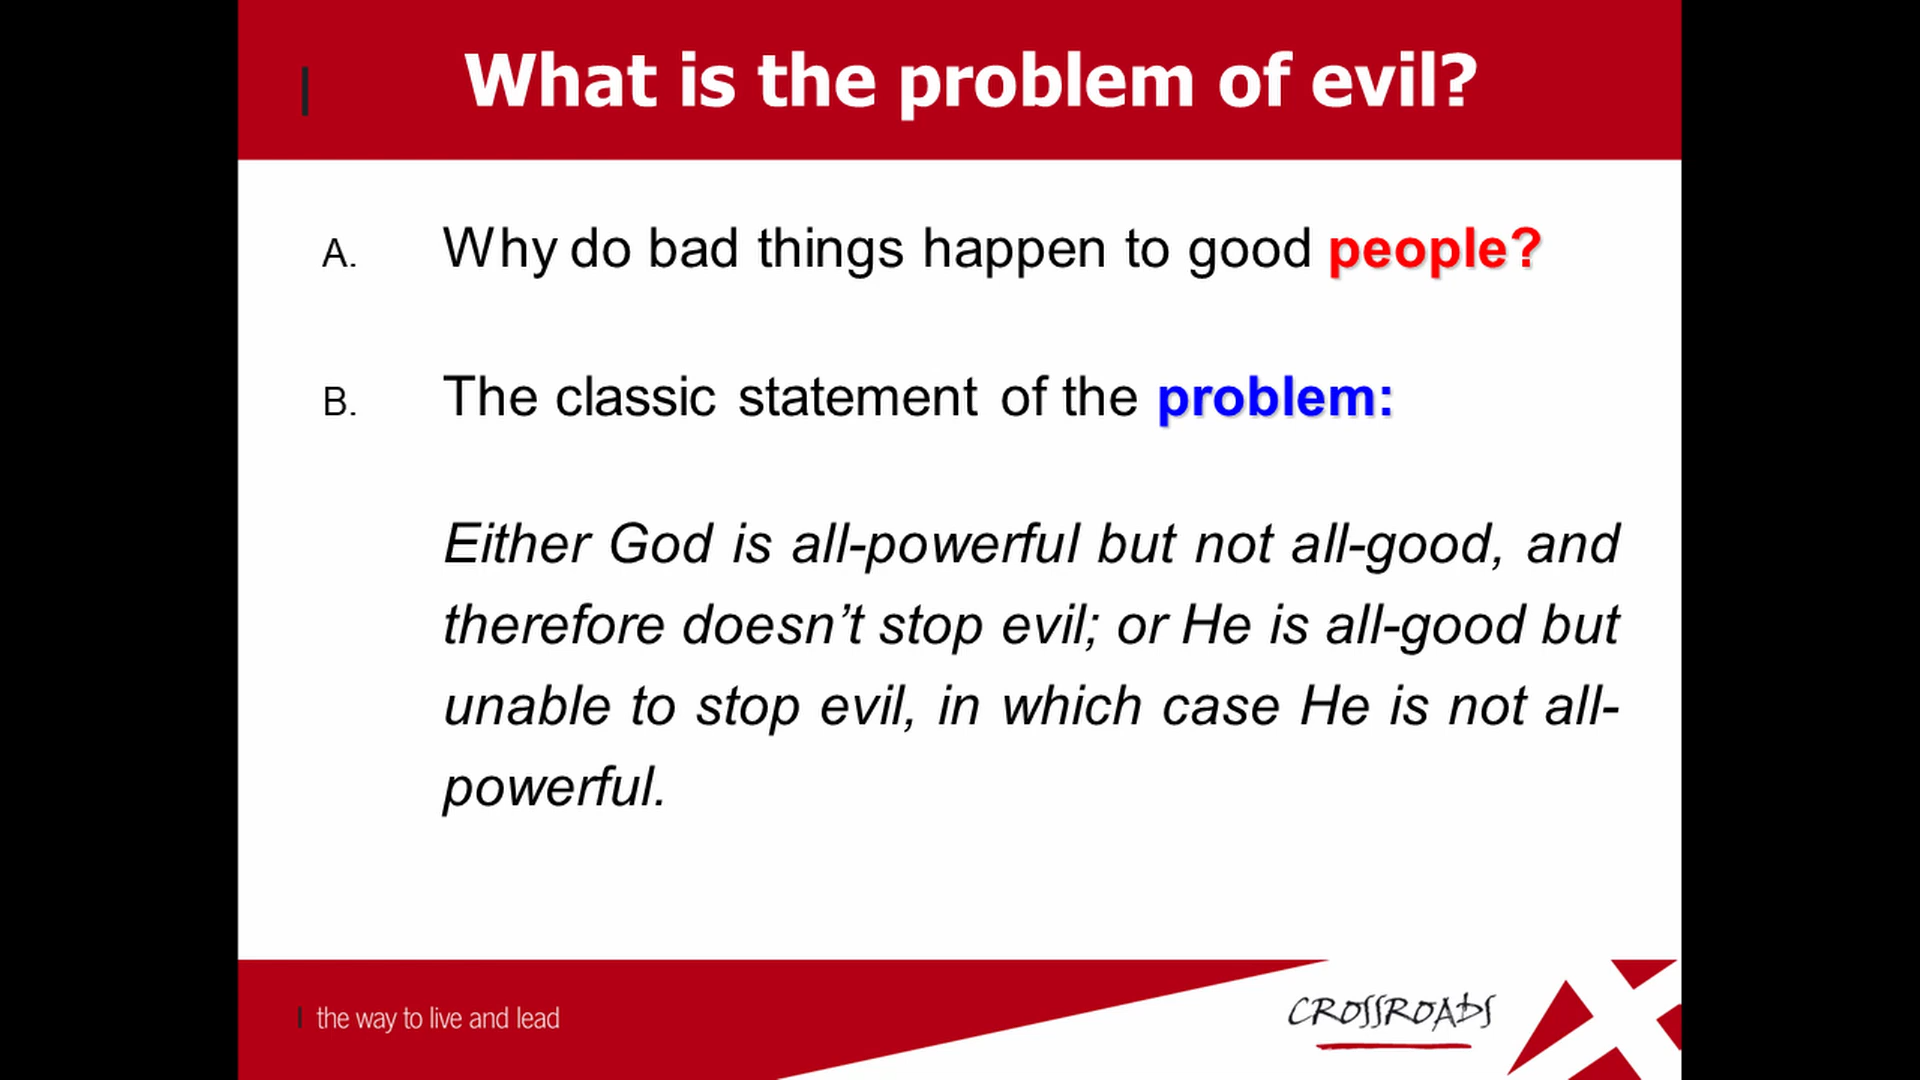 What is the problem of evil?
A. Why do bad things happen to good people?
B. The classic statement of the problem:
Either God is all-powerful but not all-good, and
therefore doesn’t stop evil; or He is all-good but
unable to stop evil, in which case He is not all-
powerful.
the way to live and lead
CROSSROADS